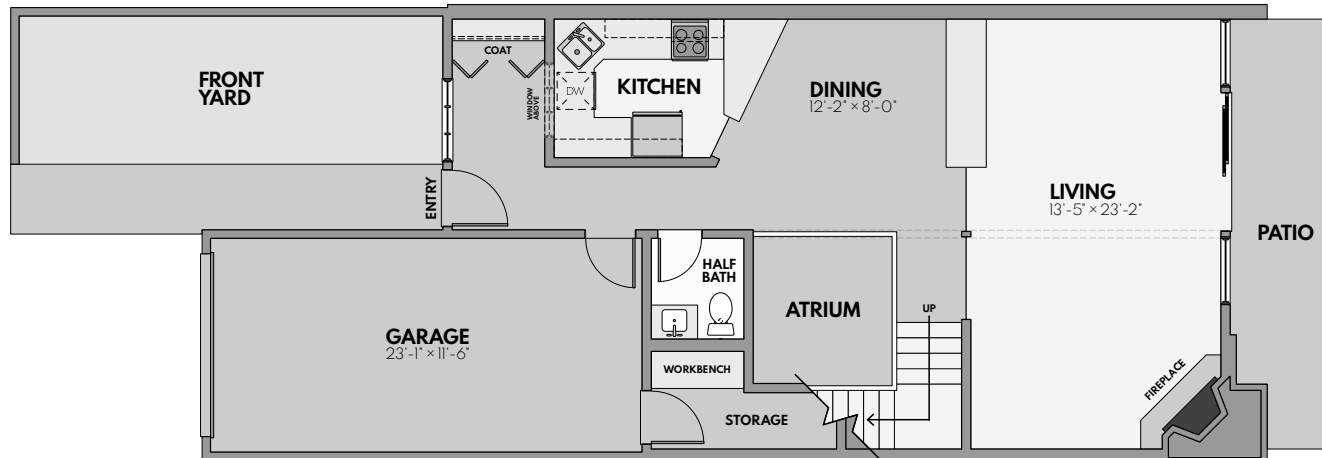 FRONT
YARD
COAT
WINDOW
ABOVE
DW
KITCHEN
DINING
12'-2" × 8'-0"
ENTRY
LIVING
13'-5" × 23'-2"
PATIO
HALF
BATH
ATRIUM
UP
GARAGE
23'-1" × 11'-6"
WORKBENCH
STORAGE
FIREPLACE